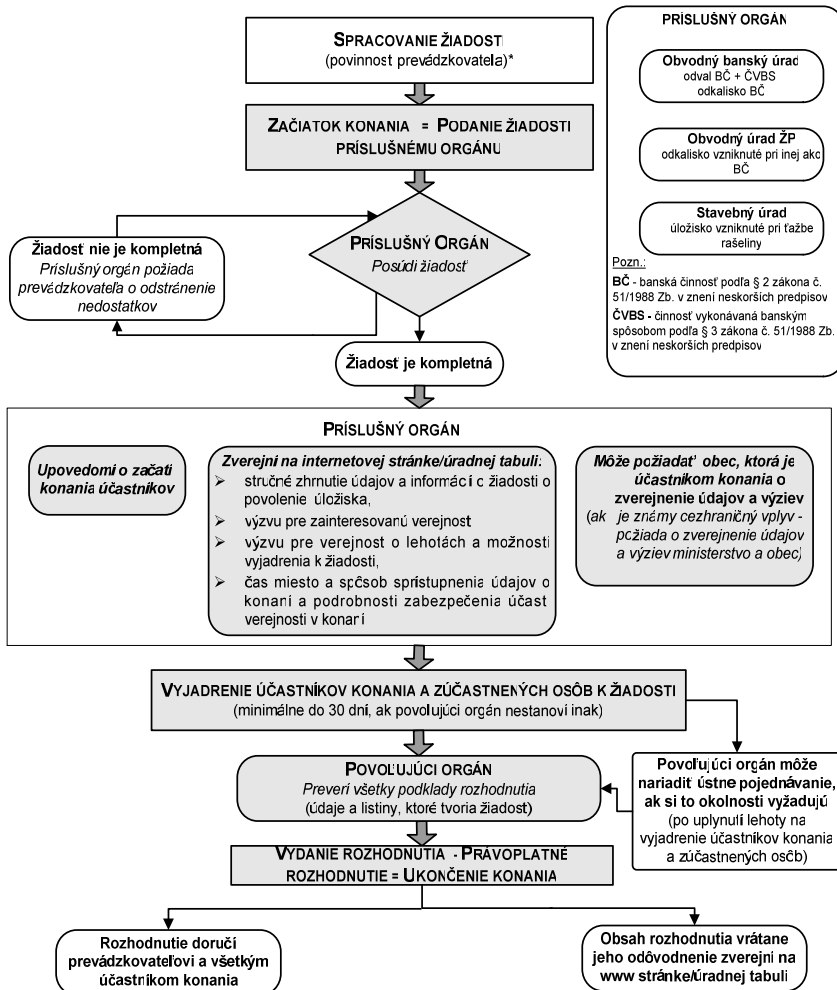 SPRACOVANIE ŽIADOSTI
(povinnost prevádzkovatela)*
ZAČIATOK KONANIA = PODANIE ŽIADOSTI
PRÍSLUŠNÉMU ORGÁNU
PRÍSLUŠNÝ ORGÁN
Posúdi žiadosť
Žiadosť nie je kompletná
Príslušný orgán požiada
prevádzkovateľa o odstránenie
nedostatkov
Žiadosť je kompletná
PRÍSLUŠNÝ ORGÁN
Obvodný banský úrad
odval BČ + ČVBS
odkalisko BČ
Obvodný úrad ŽP
odkalisko vzniknuté pri inej ako
BČ
Stavebný úrad
úložisko vzniknuté pri ťažbe
rašeliny
Pozn.:
BČ - banská činnosť podľa § 2 zákona č.
51/1988 Zb. v znení neskorších predpisov
ČVBS - činnosť vykonávaná banským
spôsobom podľa § 3 zákona č. 51/1988 Zb.
v znení neskorších predpisov
PRÍSLUŠNÝ ORGÁN
Upovedomí o začatí
konania účastníkov
Zverejní na internetovej stránke/úradnej tabuli:
➢ stručné zhrnutie údajov a informácí o žiadosti o
povolenie úložiska,
➢ výzvu pre zainteresovanú verejnost
➢ výzvu pre verejnost o lehotách a možnosti
vyjadrenia k žiadosti,
➢ čas miesto a spôsob sprístupnenia údajov o
konaní a podrobnosti zabezpečenia účast
verejnosti v konaní
Môže požiadať obec, ktorá je
účastníkom konania o
zverejnenie údajov a výziev
(ak je známy cezhraničný vplyv -
požiada o zverejnenie údajov
a výziev ministerstvo a obec)
VYJADRENIE ÚČASTNÍKOV KONANIA A ZÚČASTNENÝCH OSÔB K ŽIADOSTI
(minimálne do 30 dní, ak povolujúci orgán nestanoví inak)
POVOĽUJÚCI ORGÁN
Preverí všetky podklady rozhodnutia
(údaje a listiny, ktoré tvoria žiadost)
Povoľujúci orgán môže
nariadiť ústne pojednávanie,
ak si to okolnosti vyžadujú
(po uplynutí lehoty na
vyjadrenie účastníkov konania
a zúčastnených osôb)
VYDANIE ROZHODNUTIA - PRÁVOPLATNÉ
ROZHODNUTIE = UKONČENIE KONANIA
Rozhodnutie doručí
prevádzkovateľovi a všetkým
účastníkom konania
Obsah rozhodnutia vrátane
jeho odôvodnenie zverejní na
www stránke/úradnej tabuli